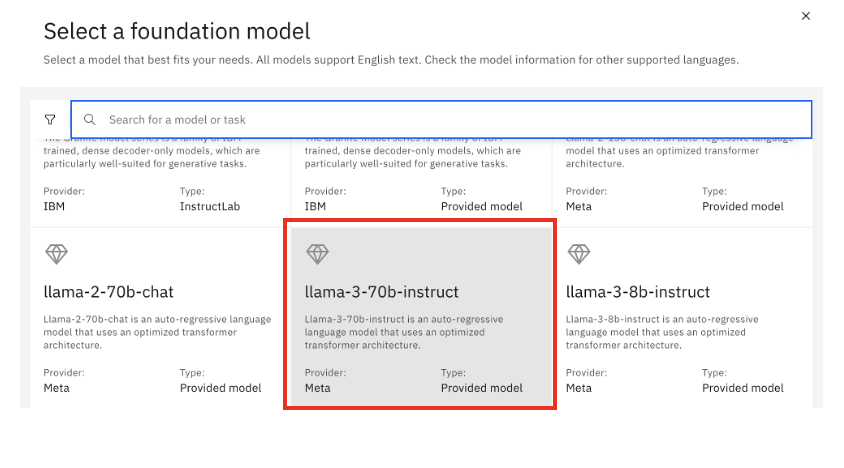 Select a foundation model
Select a model that best fits your needs. All models support English text. Check the model information for other supported languages.
Search for a model or task
trained, dense decoder-only models, which are
particularly well-suited for generative tasks.
Provider:
IBM
Type:
InstructLab
trained, dense decoder-only models, which are
particularly well-suited for generative tasks.
Provider:
IBM
Type:
Provided model
model that uses an optimized transformer
architecture.
Provider:
Meta
Type:
Provided model
llama-2-70b-chat
Llama-2-70b-chat is an auto-regressive language
model that uses an optimized transformer
architecture.
Provider:
Meta
Type:
Provided model
llama-3-70b-instruct
Llama-3-70b-instruct is an auto-regressive
language model that uses an optimized
transformer architecture.
Provider:
Meta
Type:
Provided model
llama-3-8b-instruct
Llama-3-8b-instruct is an auto-regressive
language model that uses an optimized
transformer architecture.
Provider:
Meta
Type:
Provided model